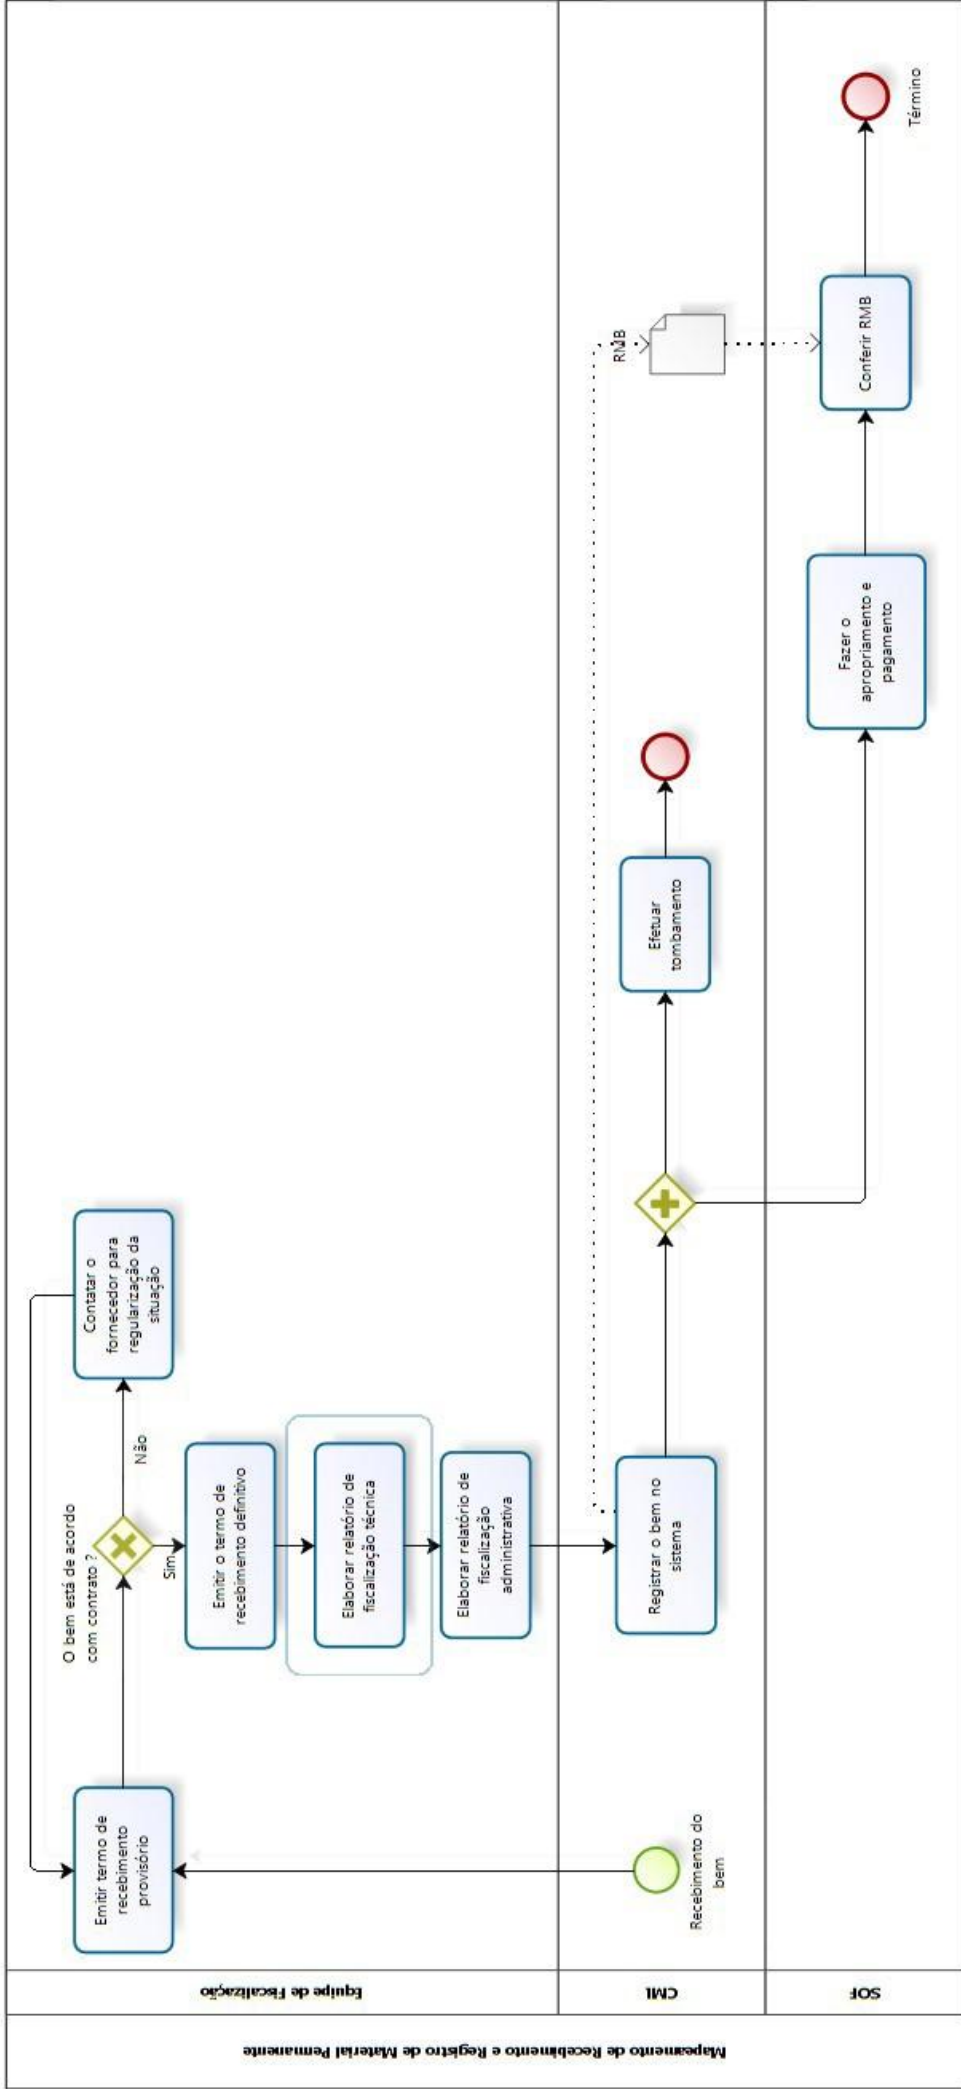 Mapeamento de Recebimento e Registro de Material Permanente
Equipe de Fiscalização
CML
SOF
Recebimento do
bem
Emitir termo de
recebimento
provisório
O bem está de acordo
com contrato ?
Não
Contatar o
fornecedor para
regularização da
situação
Sim
Emitir o termo de
recebimento definitivo
Elaborar relatório de
fiscalização técnica
Elaborar relatório de
fiscalização
administrativa
Registrar o bem no
sistema
Efetuar
tombamento
RMB
Fazer o
apropriamento e
pagamento
Conferir RMB
Término